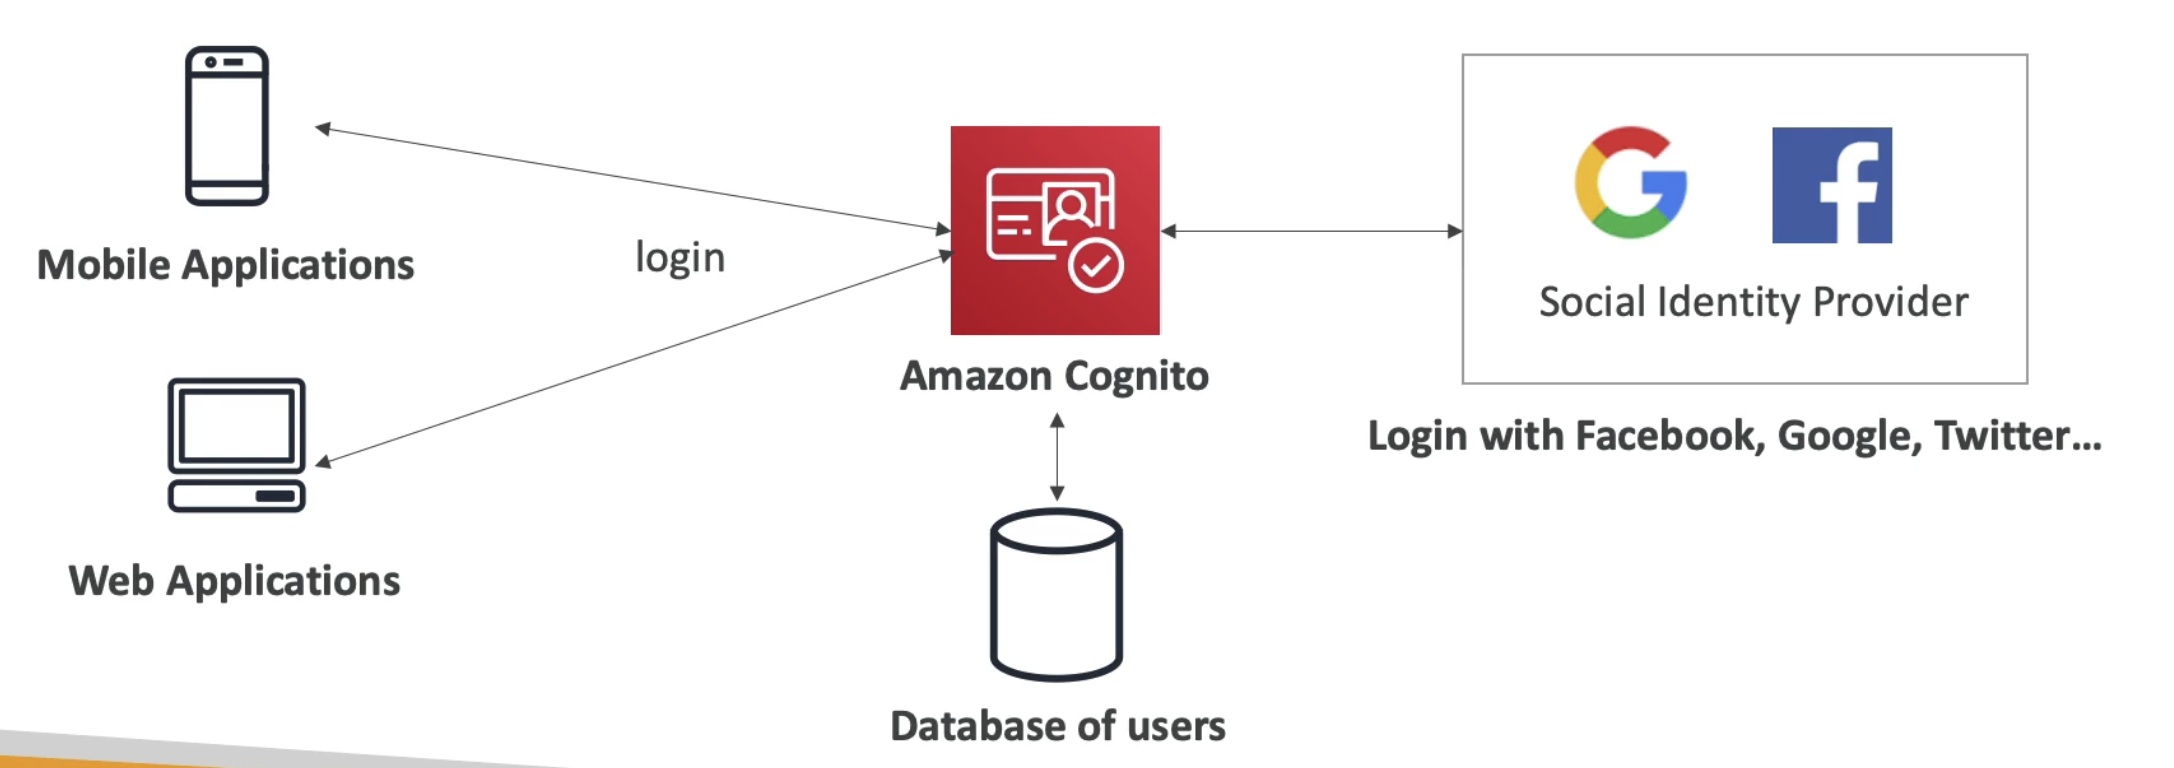 Mobile Applications
login
Web Applications
Amazon Cognito
Database of users
Social Identity Provider
Login with Facebook, Google, Twitter...